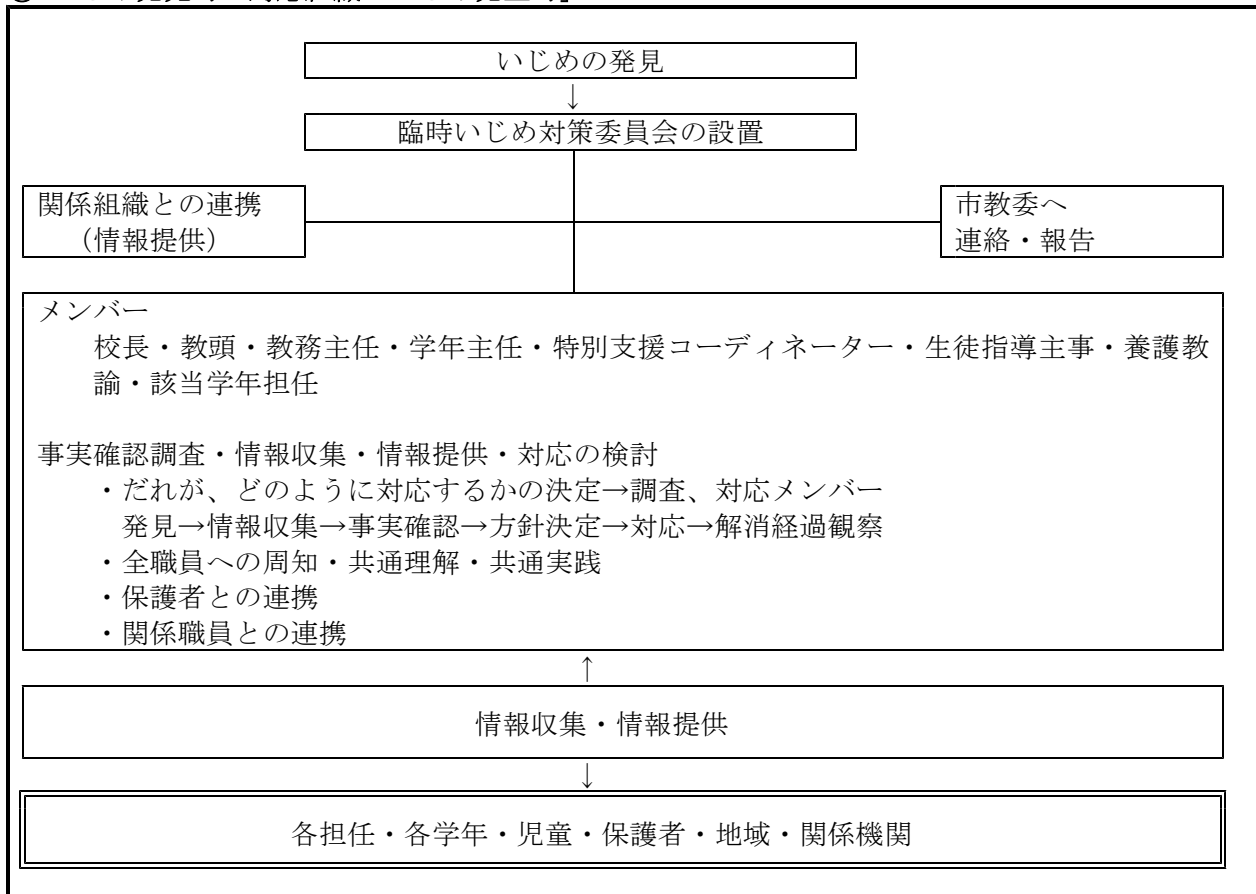 いじめの発見
↓
臨時いじめ対策委員会の設置
関係組織との連携
（情報提供）
市教委へ
連絡・報告
メンバー
校長・教頭・教務主任・学年主任・特別支援コーディネーター・生徒指導主事・養護教
諭・該当学年担任
事実確認調査・情報収集・情報提供・対応の検討
・だれが、どのように対応するかの決定→調査、対応メンバー
発見→情報収集→事実確認→方針決定→対応→解消経過観察
・全職員への周知・共通理解・共通実践
・保護者との連携
・関係職員との連携
↑
情報収集・情報提供
↓
各担任・各学年・児童・保護者・地域・関係機関